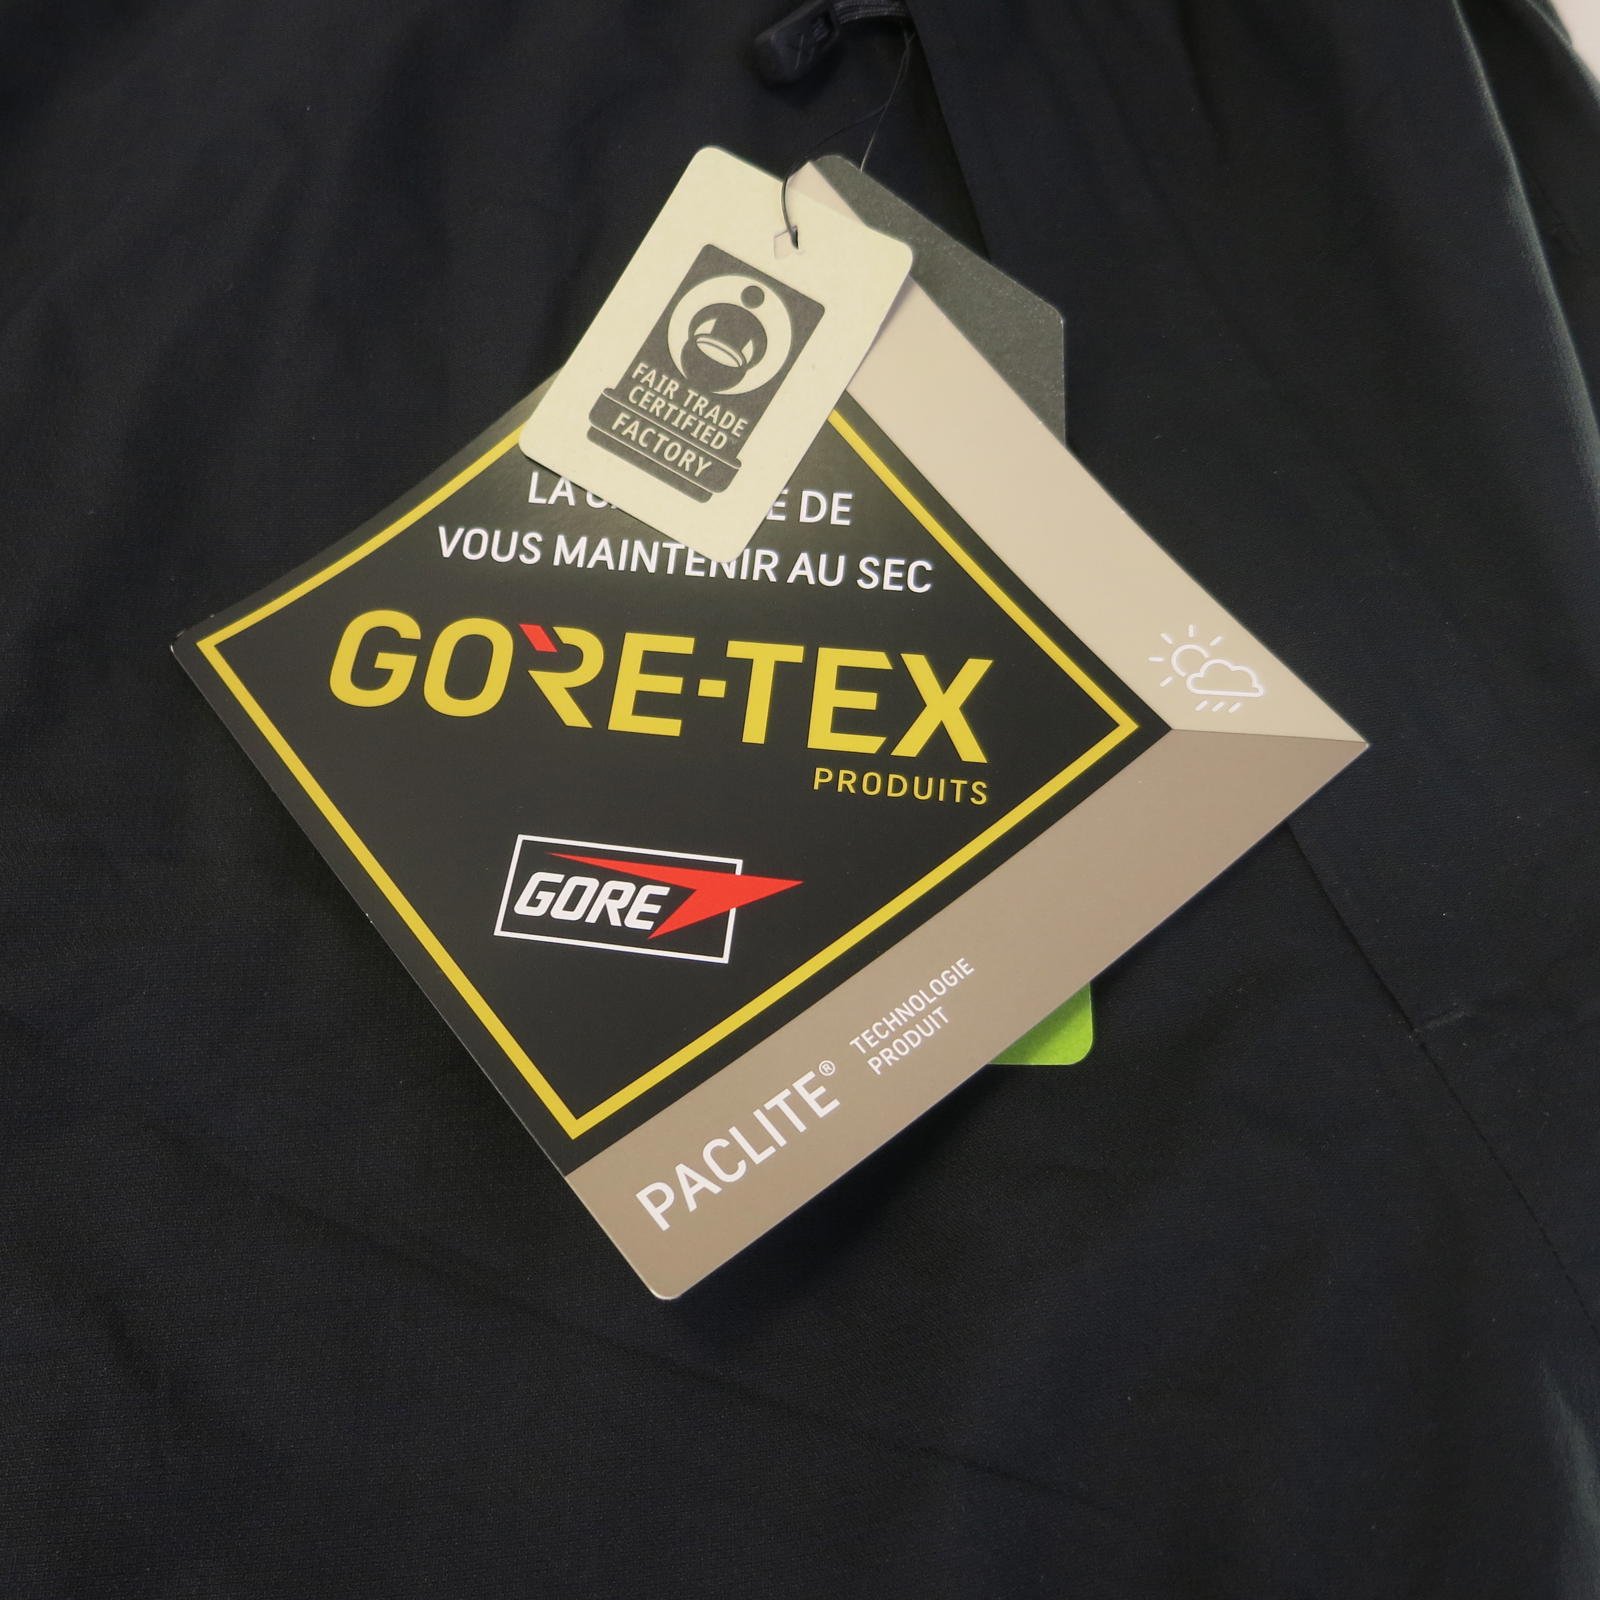 FAIR TRADE
CERTIFIED
FACTORY
LA DE
VOUS MAINTENIR AU SEC
GORE-TEX
PRODUITS
GORE
PACLITE®
TECHNOLOGIE
PRODUIT